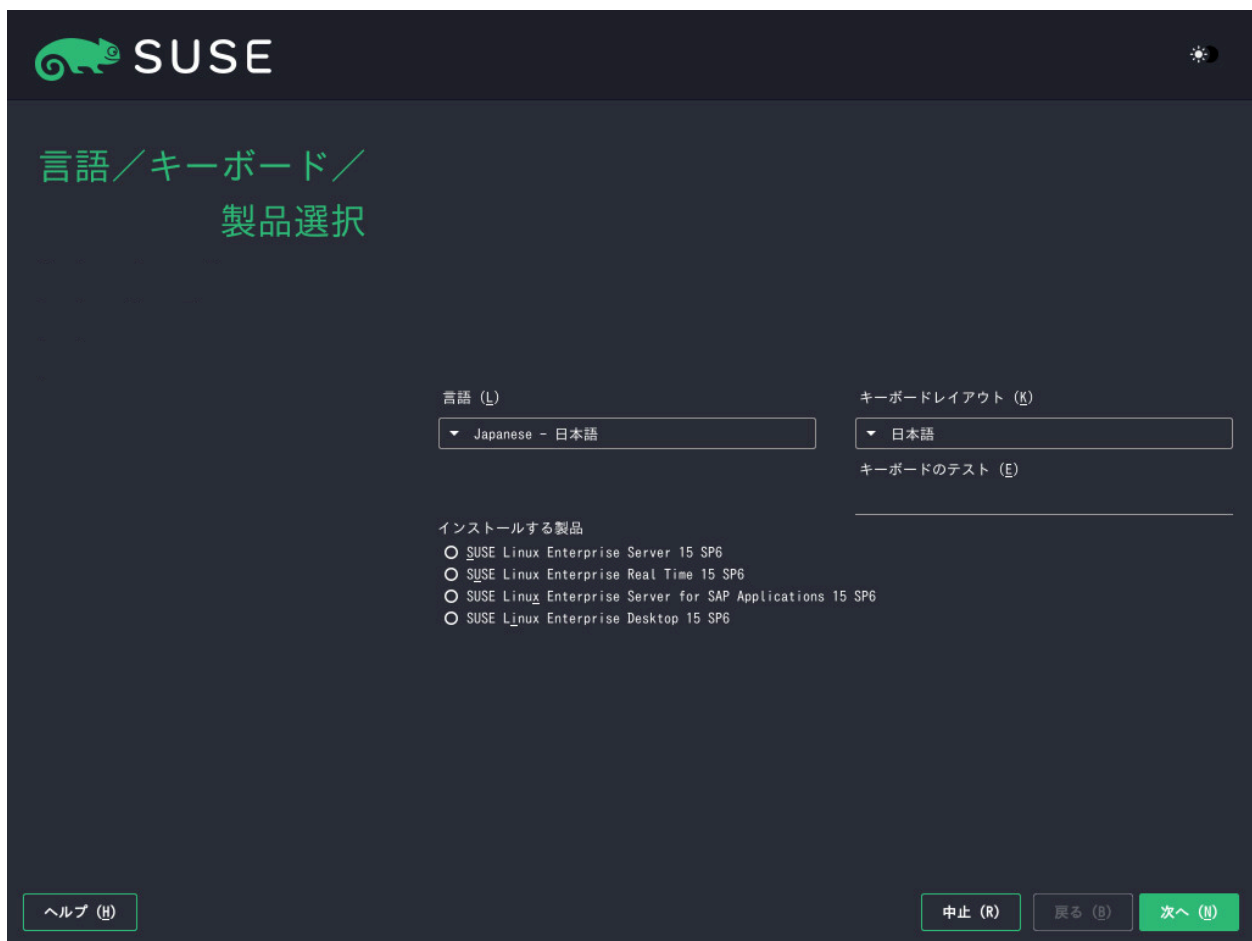 SUSE
言語／キーボード／
製品選択
言語 (L)
キーボードレイアウト (K)
Japanese - 日本語
日本語
キーボードのテスト (E)
インストールする製品
SUSE Linux Enterprise Server 15 SP6
SUSE Linux Enterprise Real Time 15 SP6
SUSE Linux Enterprise Server for SAP Applications 15 SP6
SUSE Linux Enterprise Desktop 15 SP6
ヘルプ (H)
中止 (R)
戻る (B)
次へ (N)